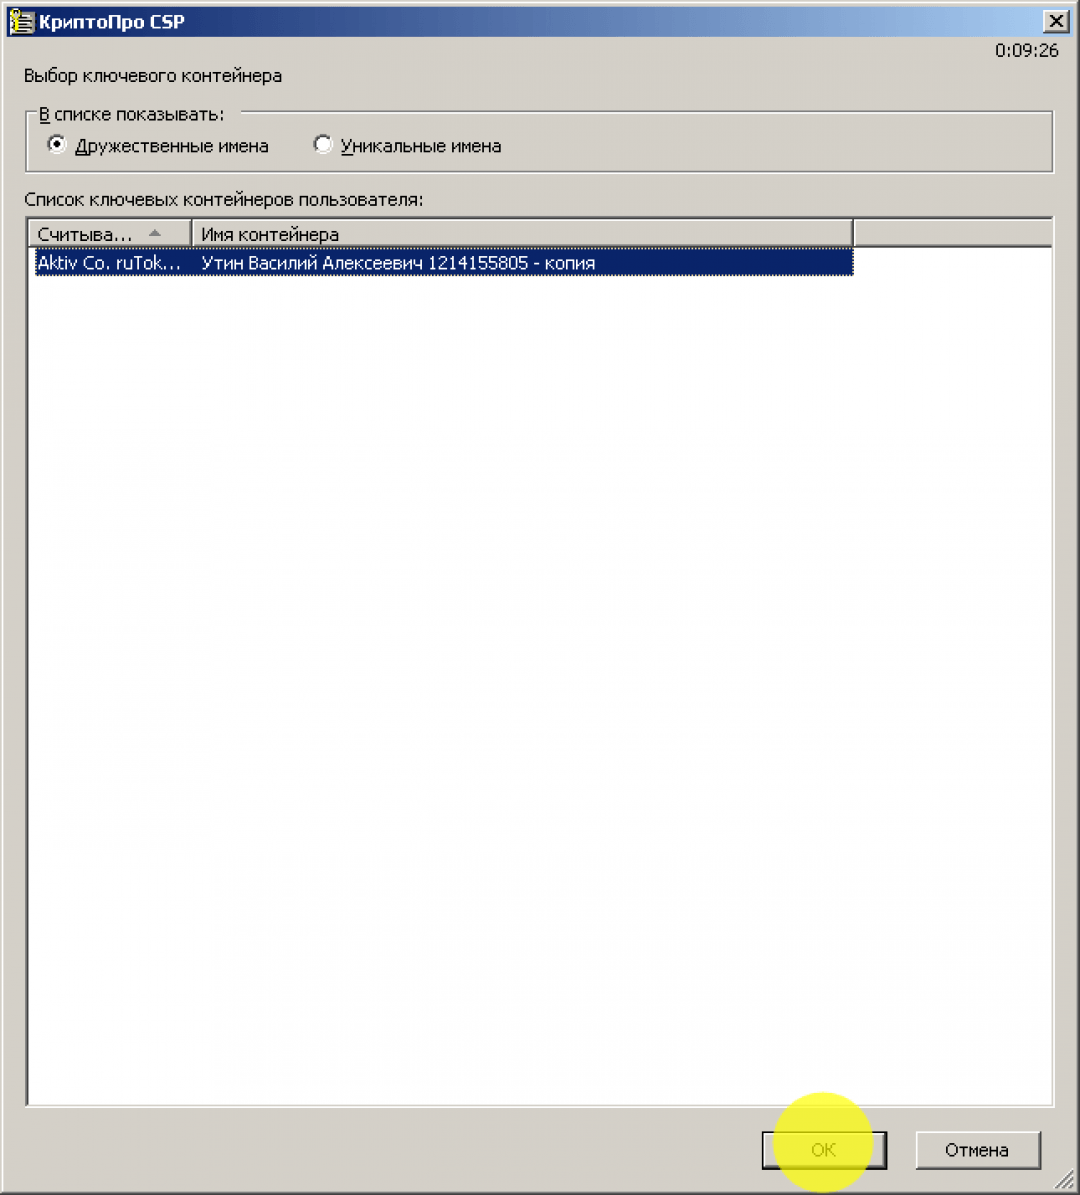 КриптоПро CSP
0:09:26
Выбор ключевого контейнера
В списке показывать:
Дружественные имена Уникальные имена
Список ключевых контейнеров пользователя:
Считыва... Имя контейнера
Aktiv Co. ruTok... Утин Василий Алексеевич 1214155805 - копия
ОК Отмена